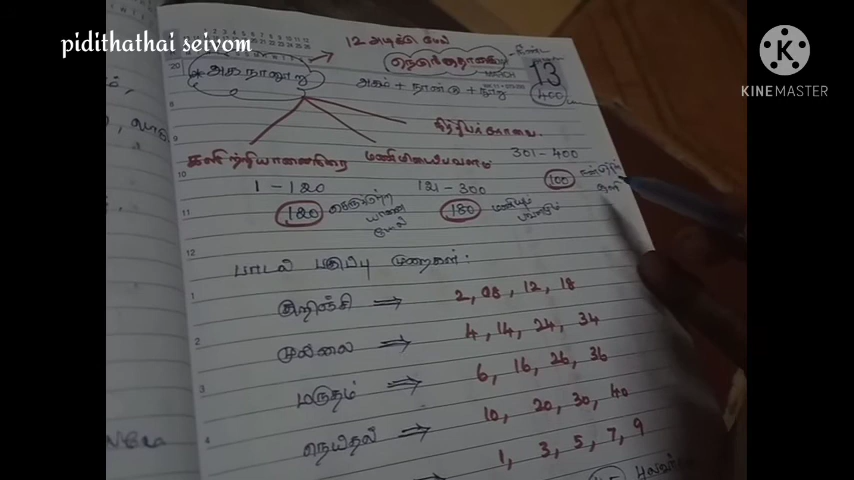 pidithathai seivom
KINEMASTER
12 அடிக்கு மேல்
நெடுந்தொகை
13
MARCH
அகநானூறு
அகம் + நான்கு + நூறு
400
களிற்றியானைநிரை மணிமிடைபவளம்
301 - 400
1 - 120 121 - 300
120 180 100
யானை
மணியும்
பவளமும்
பாடல் பகுப்பு முறைகள் :
குறிஞ்சி ⇒ 2, 08, 12, 18
முல்லை ⇒ 4, 14, 24, 34
மருதம் ⇒ 6, 16, 26, 36
நெய்தல் ⇒ 10, 20, 30, 40
1, 3, 5, 7, 9